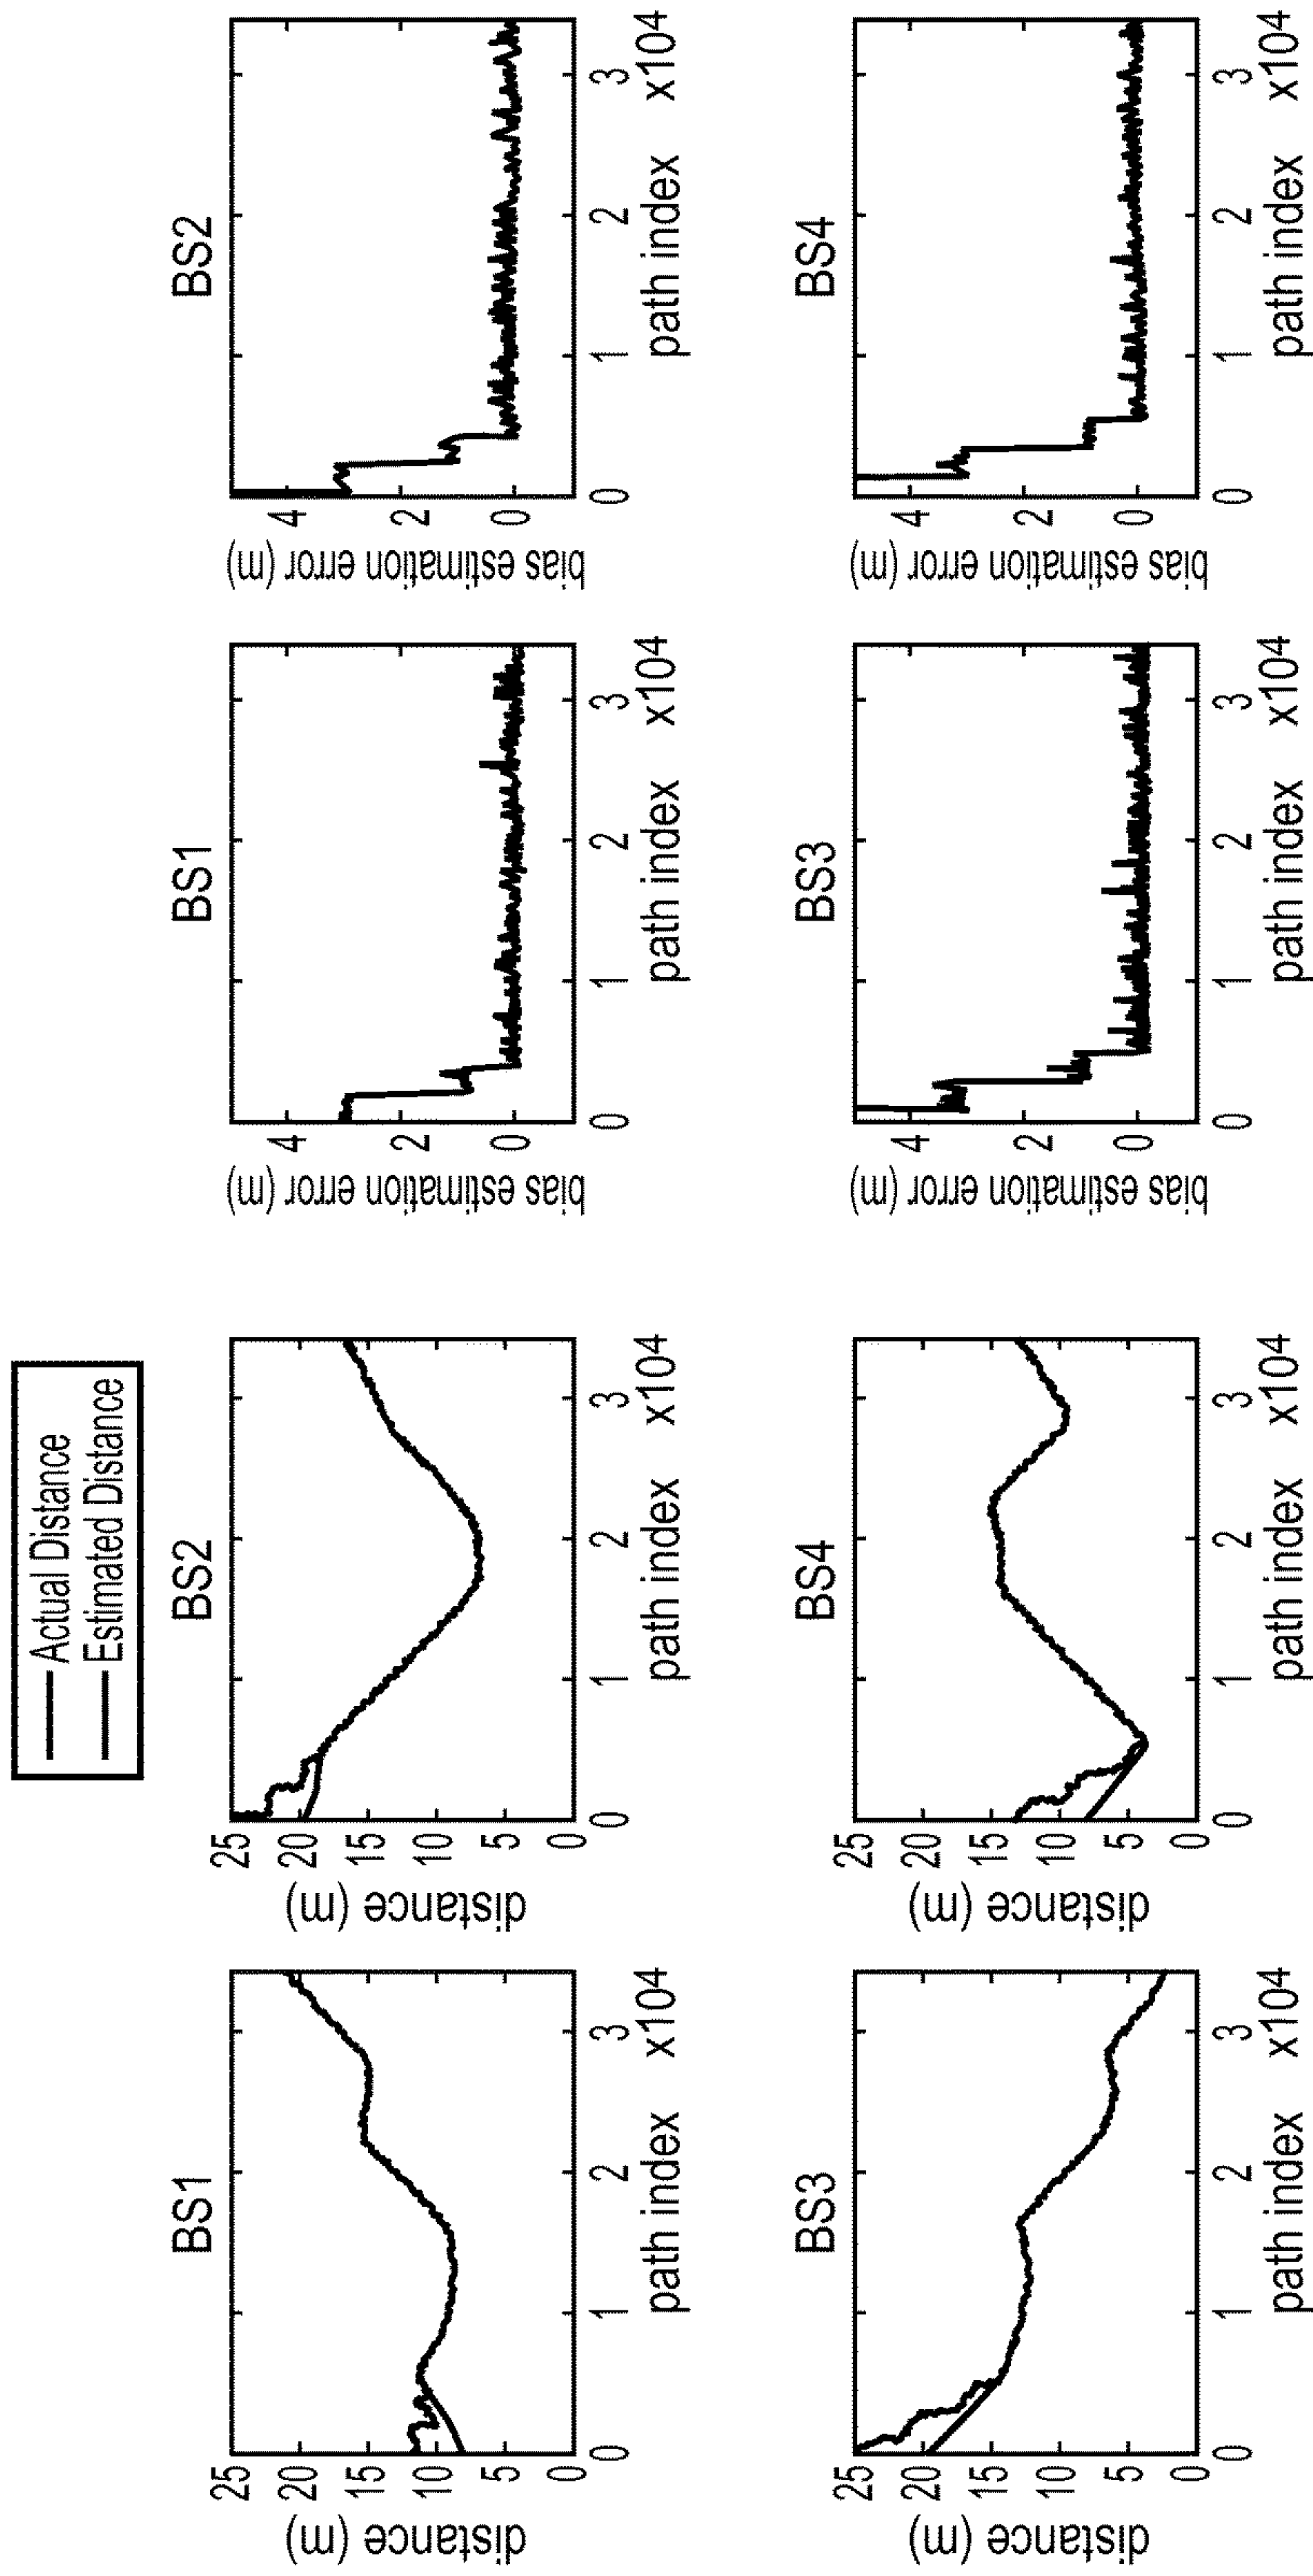 Actual Distance
Estimated Distance
BS1
distance (m)
25
20
15
10
5
0
0 1 2 3
path index x104
BS2
distance (m)
25
20
15
10
5
0
0 1 2 3
path index x104
BS1
bias estimation error (m)
4
2
0
0 1 2 3
path index x104
BS2
bias estimation error (m)
4
2
0
0 1 2 3
path index x104
BS3
distance (m)
25
20
15
10
5
0
0 1 2 3
path index x104
BS4
distance (m)
25
20
15
10
5
0
0 1 2 3
path index x104
BS3
bias estimation error (m)
4
2
0
0 1 2 3
path index x104
BS4
bias estimation error (m)
4
2
0
0 1 2 3
path index x104